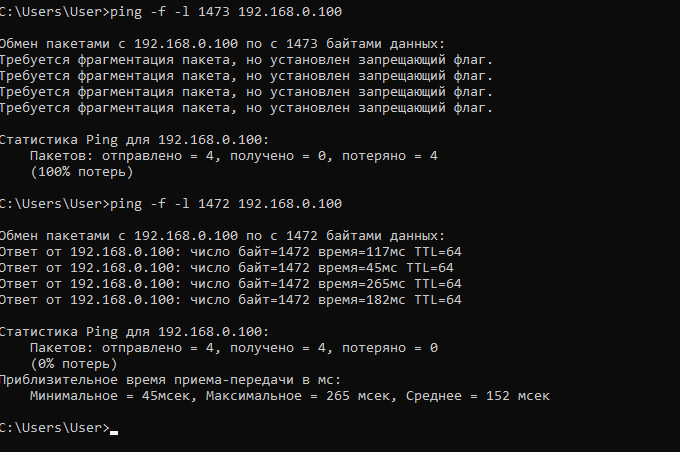 C:\Users\User>ping -f -l 1473 192.168.0.100
Обмен пакетами с 192.168.0.100 по с 1473 байтами данных:
Требуется фрагментация пакета, но установлен запрещающий флаг.
Требуется фрагментация пакета, но установлен запрещающий флаг.
Требуется фрагментация пакета, но установлен запрещающий флаг.
Требуется фрагментация пакета, но установлен запрещающий флаг.
Статистика Ping для 192.168.0.100:
Пакетов: отправлено = 4, получено = 0, потеряно = 4
(100% потерь)
C:\Users\User>ping -f -l 1472 192.168.0.100
Обмен пакетами с 192.168.0.100 по с 1472 байтами данных:
Ответ от 192.168.0.100: число байт=1472 время=117мс TTL=64
Ответ от 192.168.0.100: число байт=1472 время=45мс TTL=64
Ответ от 192.168.0.100: число байт=1472 время=265мс TTL=64
Ответ от 192.168.0.100: число байт=1472 время=182мс TTL=64
Статистика Ping для 192.168.0.100:
Пакетов: отправлено = 4, получено = 4, потеряно = 0
(0% потерь)
Приблизительное время приема-передачи в мс:
Минимальное = 45мсек, Максимальное = 265 мсек, Среднее = 152 мсек
C:\Users\User>